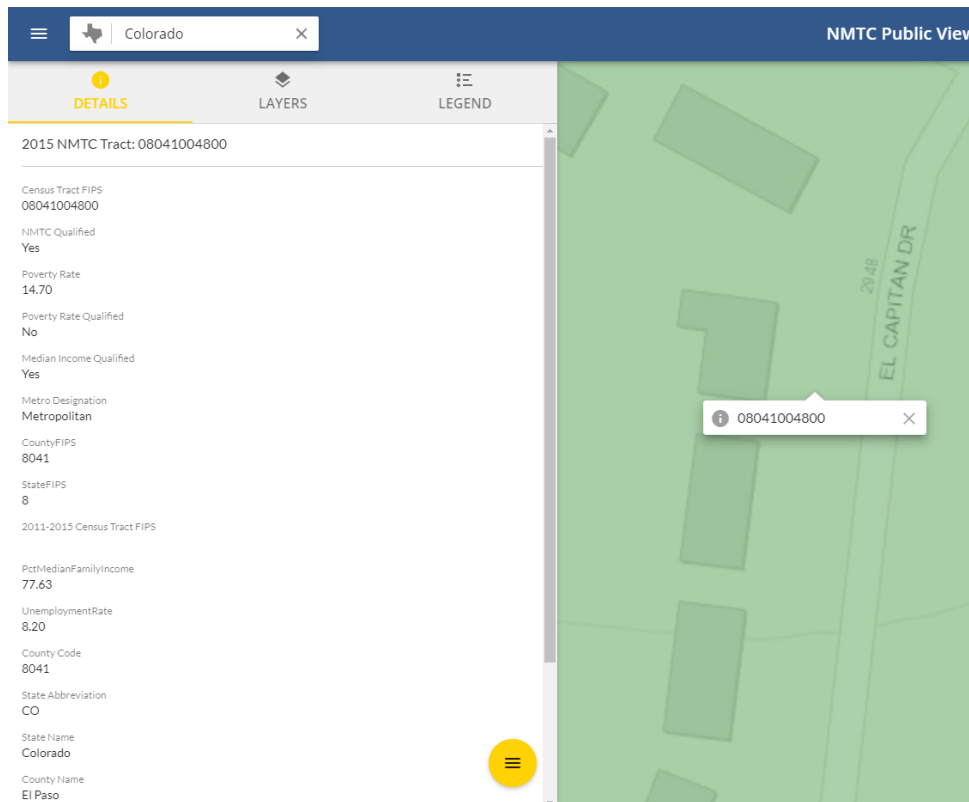 Colorado
NMTC Public View
DETAILS
LAYERS
LEGEND
2015 NMTC Tract: 08041004800
Census Tract FIPS
08041004800
NMTC Qualified
Yes
Poverty Rate
14.70
Poverty Rate Qualified
No
Median Income Qualified
Yes
Metro Designation
Metropolitan
CountyFIPS
8041
StateFIPS
8
2011-2015 Census Tract FIPS
PctMedianFamilyIncome
77.63
UnemploymentRate
8.20
County Code
8041
State Abbreviation
CO
State Name
Colorado
County Name
El Paso
2948
EL CAPITAN DR
08041004800